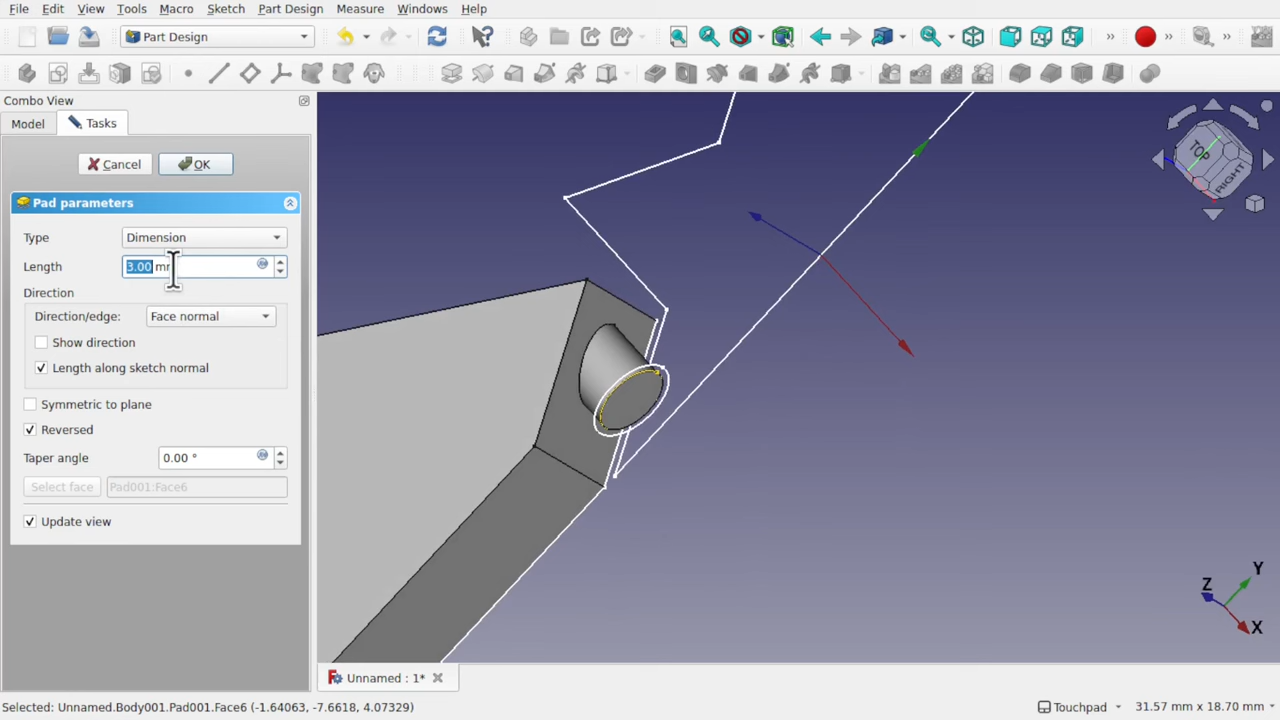 File Edit View Tools Macro Sketch Part Design Measure Windows Help
Part Design
Combo View
Model Tasks
Cancel OK
Pad parameters
Type Dimension
Length 3.00 mm
Direction
Direction/edge: Face normal
Show direction
Length along sketch normal
Symmetric to plane
Reversed
Taper angle 0.00 °
Select face Pad001:Face6
Update view
TOP
RIGHT
Y
Z
X
Unnamed : 1*
Selected: Unnamed.Body001.Pad001.Face6 (-1.64063, -7.6618, 4.07329) Touchpad 31.57 mm x 18.70 mm